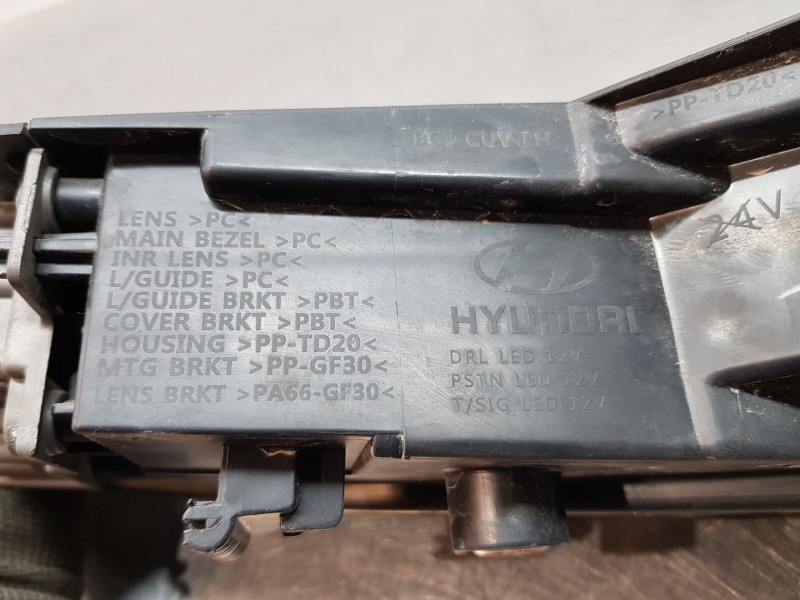 >PP-TD20<
CUV LH
24V
LENS >PC<
MAIN BEZEL >PC<
INR LENS >PC<
L/GUIDE >PC<
L/GUIDE BRKT >PBT<
COVER BRKT >PBT<
HOUSING >PP-TD20<
MTG BRKT >PP-GF30<
LENS BRKT >PA66-GF30<
HYUNDAI
DRL LED 12V
PSTN LED 12V
T/SIG LED 12V